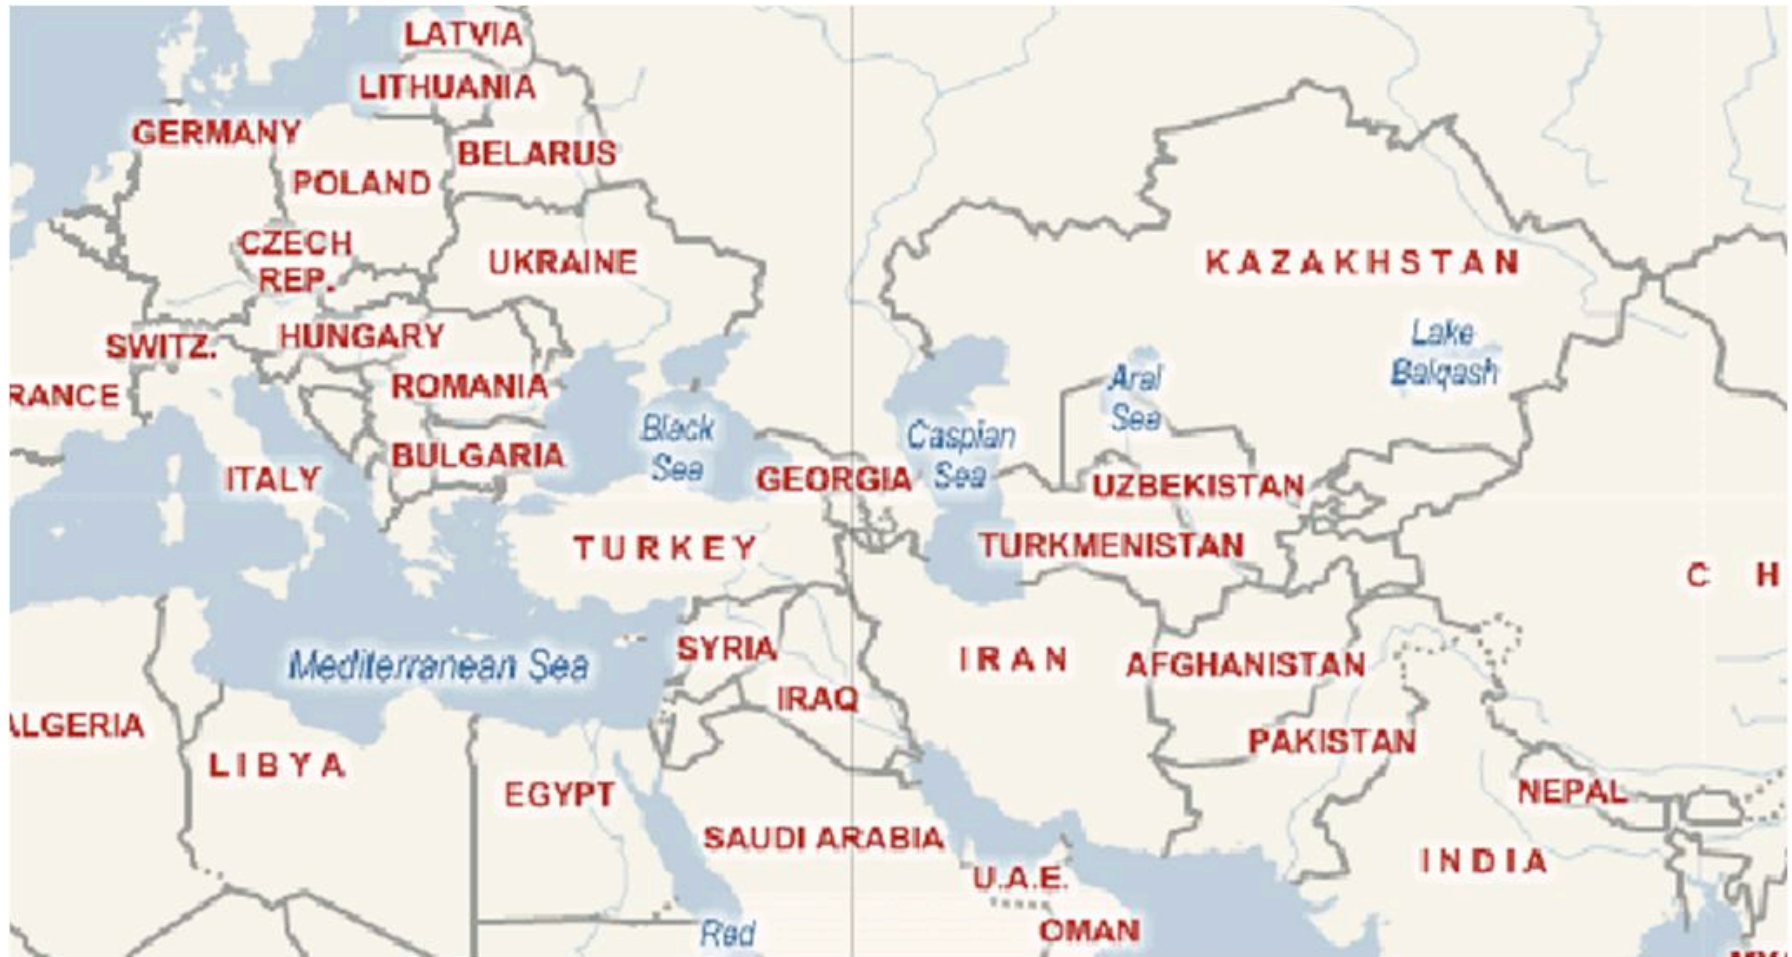 LATVIA
LITHUANIA
GERMANY
BELARUS
POLAND
CZECH
REP.
UKRAINE
KAZAKHSTAN
SWITZ.
HUNGARY
Lake
Balqash
RANCE
ROMANIA
Aral
Sea
Black
Sea
Caspian
Sea
BULGARIA
ITALY
GEORGIA
UZBEKISTAN
TURKEY
TURKMENISTAN
C H
Mediterranean Sea
SYRIA
IRAN
AFGHANISTAN
IRAQ
ALGERIA
PAKISTAN
LIBYA
EGYPT
NEPAL
SAUDI ARABIA
INDIA
U.A.E.
OMAN
Red